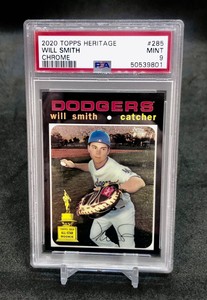 2020 TOPPS HERITAGE #285
WILL SMITH MINT
CHROME PSA 9
50539801
DODGERS
will smith • catcher